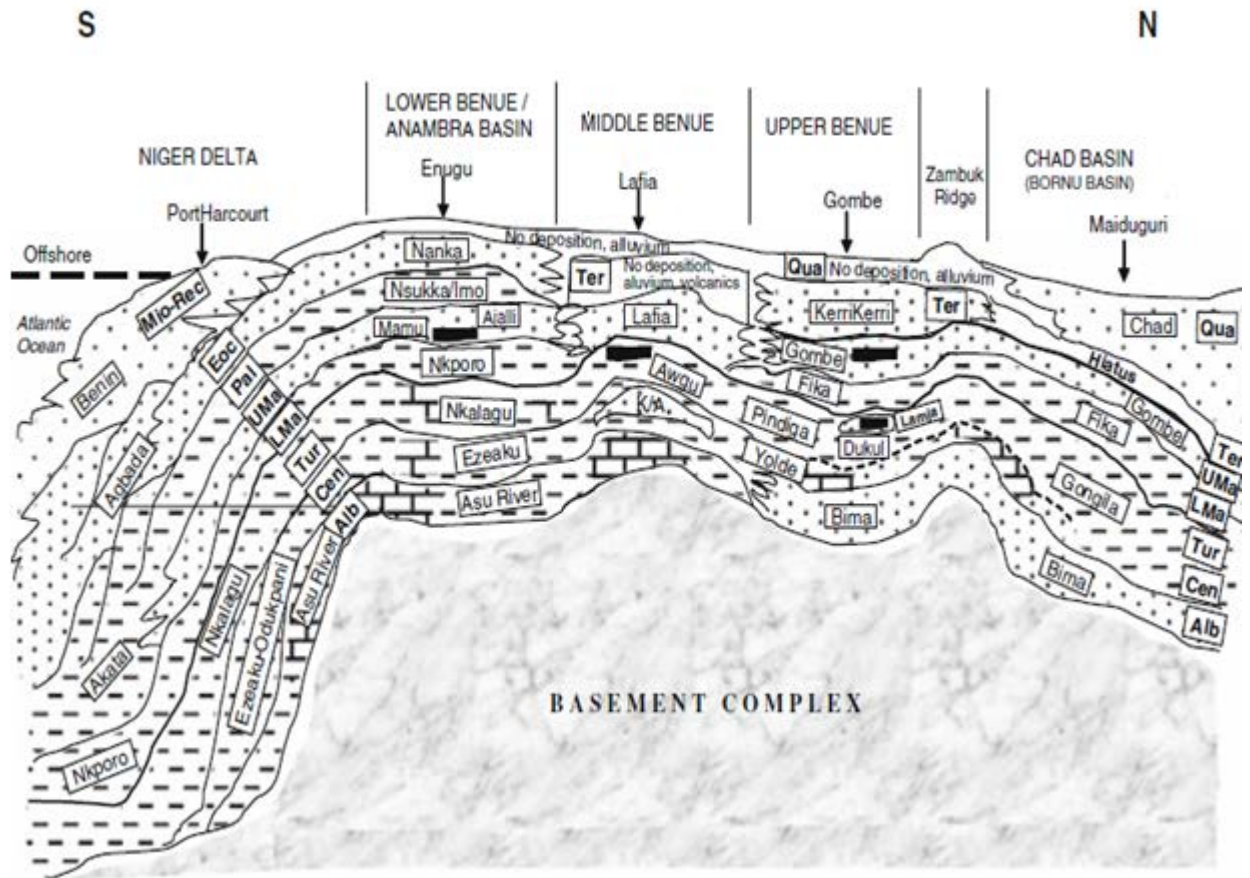 S
N
LOWER BENUE /
ANAMBRA BASIN
MIDDLE BENUE
UPPER BENUE
NIGER DELTA
Enugu
Lafia
Gombe
Zambuk
Ridge
CHAD BASIN
(BORNU BASIN)
PortHarcourt
Maiduguri
Offshore
Atlantic
Ocean
Nanka
No deposition, alluvium
Ter
No deposition,
aluvium, volcanics
Qua
No deposition, alluvium
Mio-Rec
Nsukka/Imo
KerriKerri
Ter
Chad
Qua
Mamu
Ajalli
Lafia
Gombe
Hiatus
Eoc
Pal
UMa
LMa
Tur
Cen
Alb
Nkporo
Awgu
Fika
Gombe
Benin
Nkalagu
K/A
Pindiga
Lamja
Fika
Ter
UMa
LMa
Tur
Cen
Alb
Agbada
Ezeaku
Yolde
Dukul
Gongila
Asu River
Bima
Bima
Akata
Nkalagu
Ezeaku-Odukpani
Asu River
Nkporo
BASEMENT COMPLEX